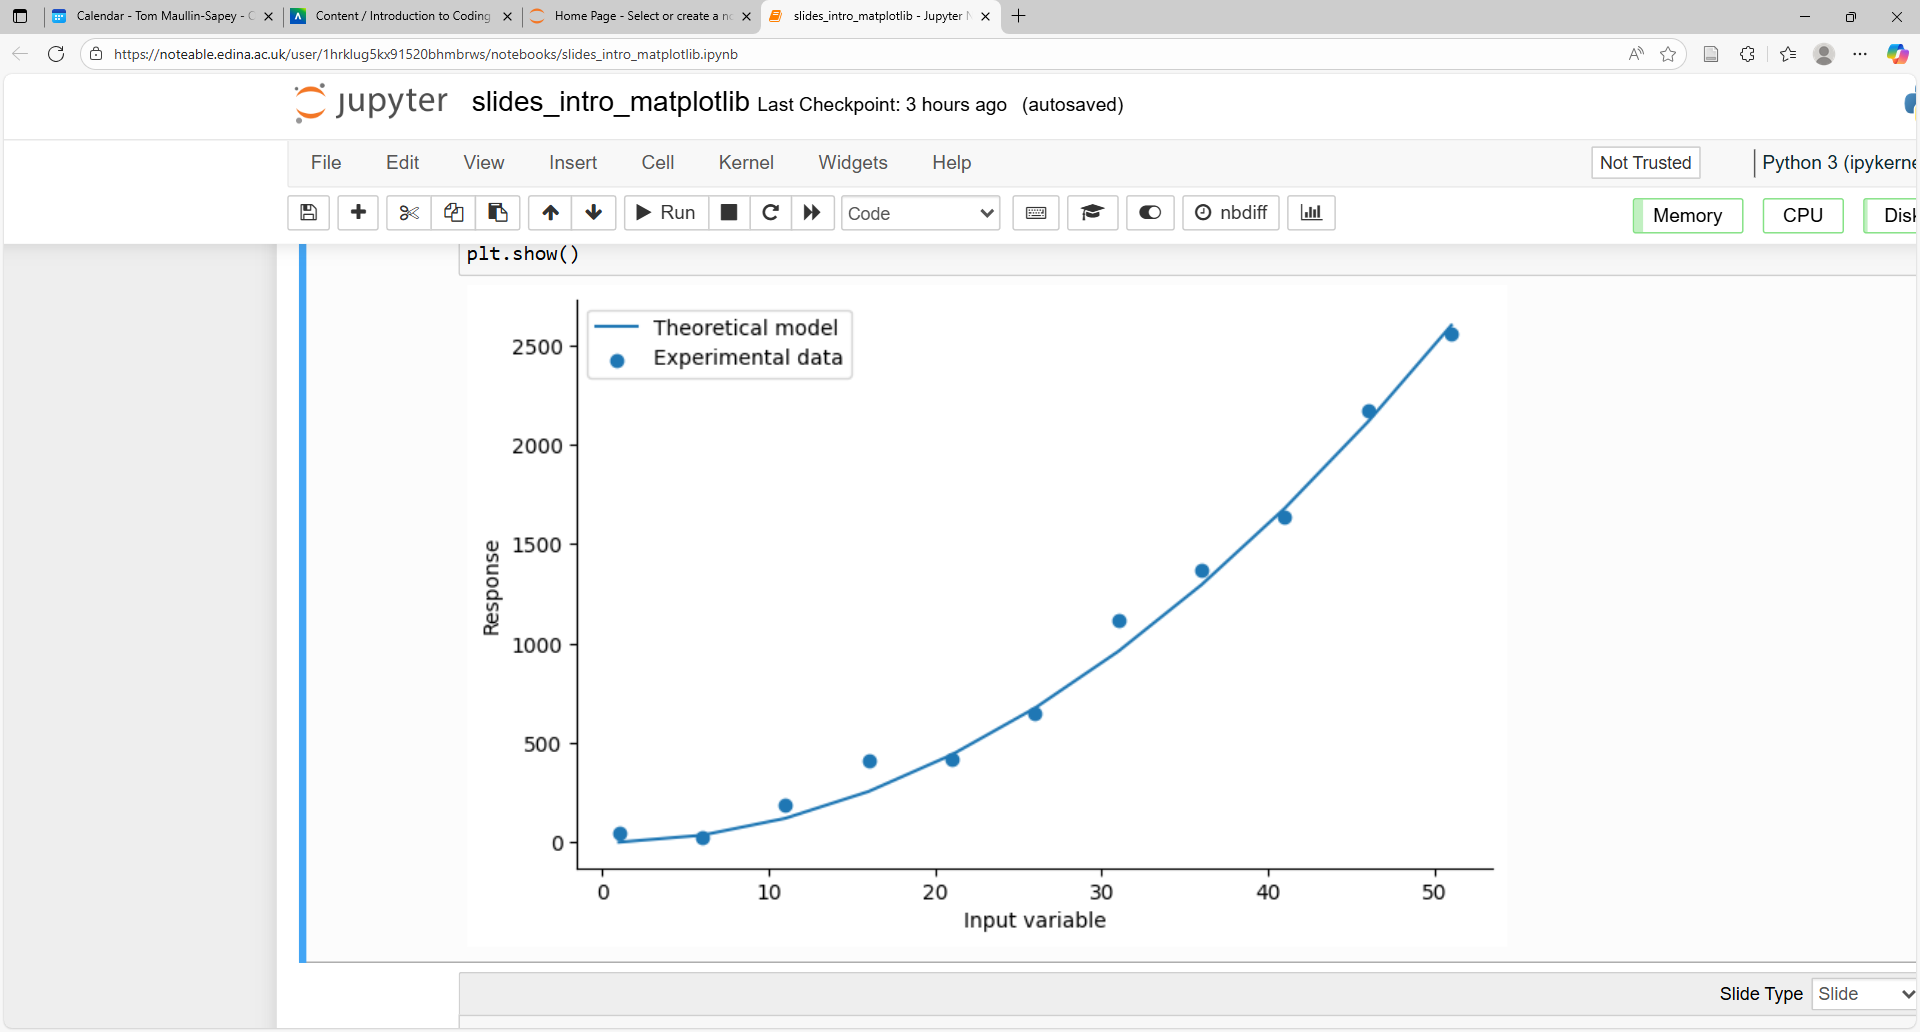 Calendar - Tom Maullin-Sapey -
Content / Introduction to Coding
Home Page - Select or create a
slides_intro_matplotlib - Jupyter
https://noteable.edina.ac.uk/user/1hrklug5kx91520bhmbrws/notebooks/slides_intro_matplotlib.ipynb
jupyter slides_intro_matplotlib Last Checkpoint: 3 hours ago (autosaved)
File Edit View Insert Cell Kernel Widgets Help
Not Trusted Python 3 (ipykerne
Run Code nbdiff
Memory CPU Disk
plt.show()
Theoretical model
Experimental data
2500
2000
1500
1000
500
0
Response
0 10 20 30 40 50
Input variable
Slide Type Slide